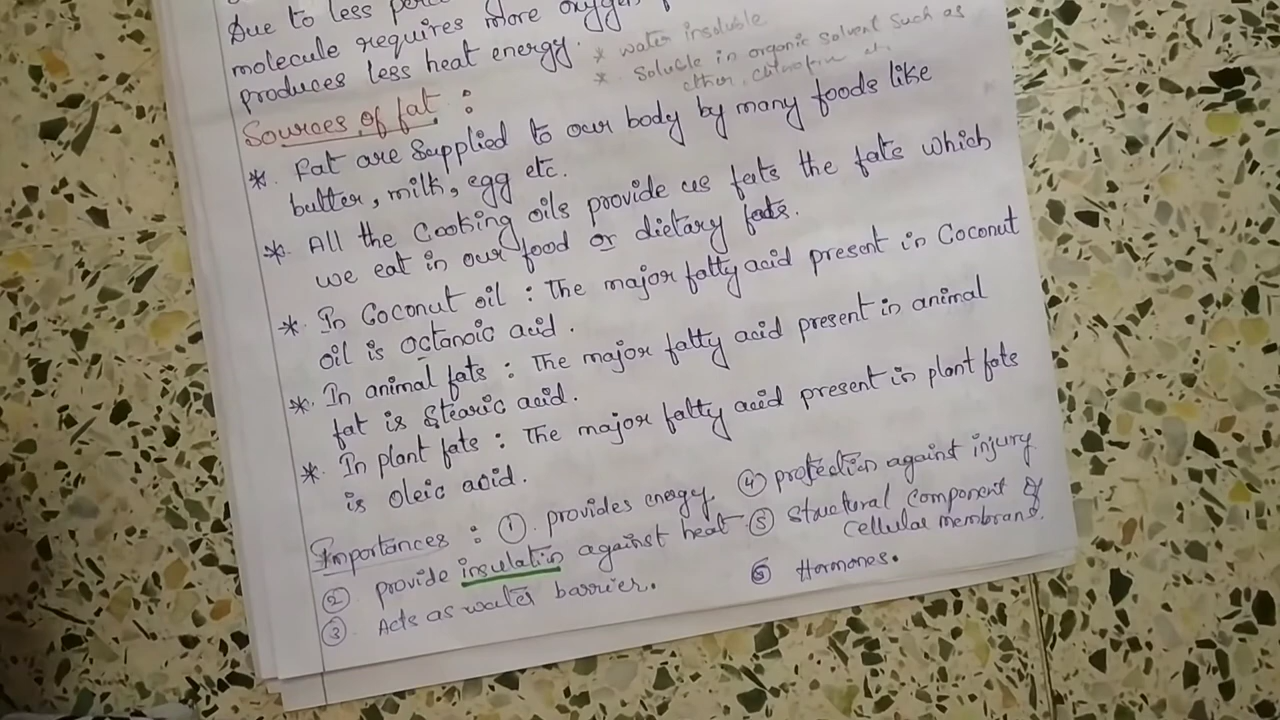 Due to less
molecule requires more oxygen
produces less heat energy.
* water insoluble
* Soluble in organic solvent such as
ether, chloroform etc.
Sources of fat :
* Fat are supplied to our body by many foods like
butter, milk, egg etc.
* All the cooking oils provide us fats the fats which
we eat in our food or dietary fats.
* In Coconut oil : The major fatty acid present in Coconut
oil is octanoic acid.
* In animal fats : The major fatty acid present in animal
fat is stearic acid.
* In plant fats : The major fatty acid present in plant fats
is oleic acid.
Importances : ① provides energy.
② provide insulatin against heat
③ Acts as water barrier.
④ protection against injury
⑤ structural component of
cellular membrane.
⑥ Hormones.